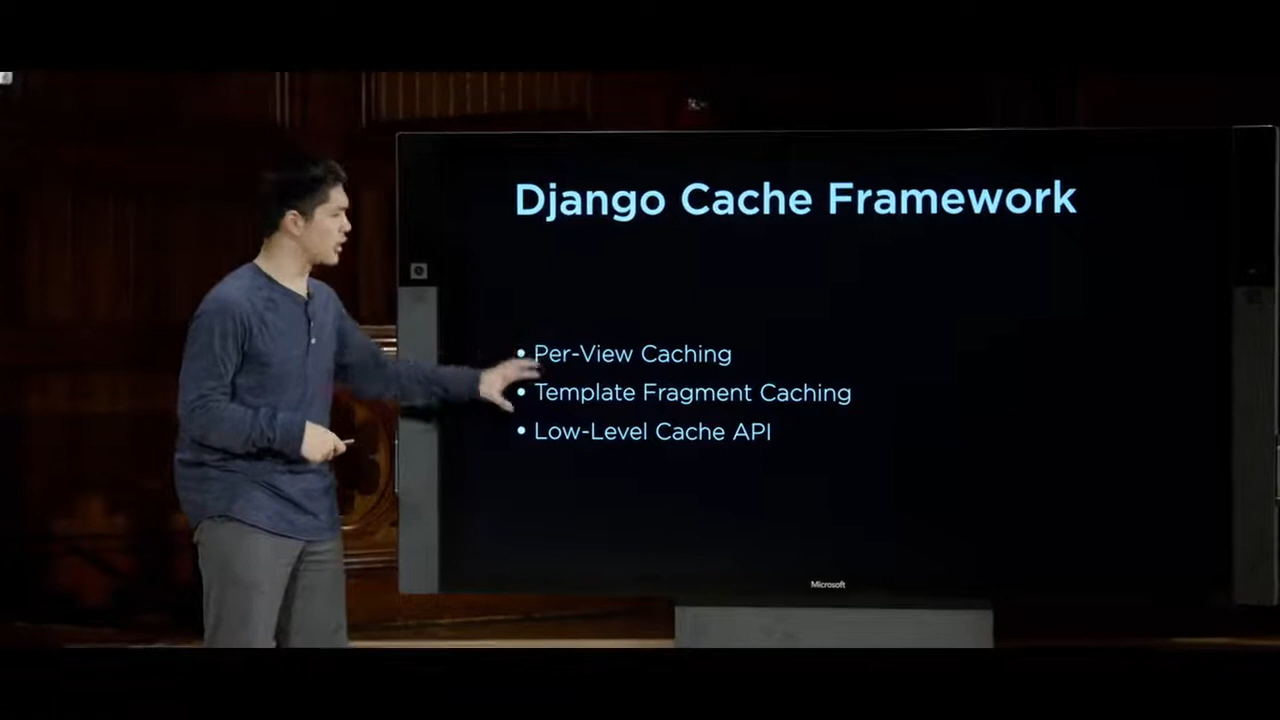 Django Cache Framework
• Per-View Caching
• Template Fragment Caching
• Low-Level Cache API
Microsoft